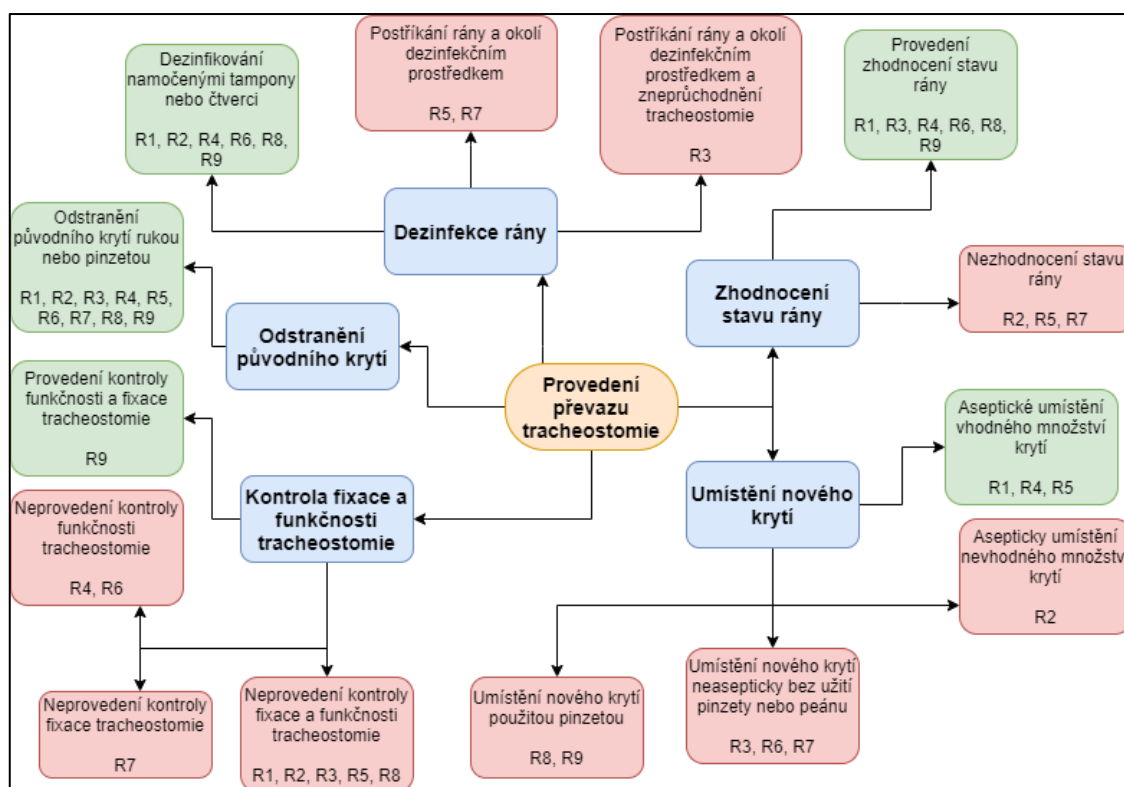 Dezinfikování
namočenými tampony
nebo čtverci
R1, R2, R4, R6, R8,
R9
Postříkání rány a okolí
dezinfekčním
prostředkem
R5, R7
Postříkání rány a okolí
dezinfekčním
prostředkem a
zneprůchodnění
tracheostomie
R3
Provedení
zhodnocení stavu
rány
R1, R3, R4, R6, R8,
R9
Odstranění
původního krytí rukou
nebo pinzetou
R1, R2, R3, R4, R5,
R6, R7, R8, R9
Dezinfekce rány
Zhodnocení
stavu rány
Nezhodnocení stavu
rány
R2, R5, R7
Odstranění
původního krytí
Provedení
převazu
tracheostomie
Provedení kontroly
funkčnosti a fixace
tracheostomie
R9
Aseptické umístění
vhodného množství
krytí
R1, R4, R5
Kontrola fixace a
funkčnosti
tracheostomie
Umístění nového
krytí
Neprovedení kontroly
funkčnosti
tracheostomie
R4, R6
Asepticky umístění
nevhodného množství
krytí
R2
Neprovedení kontroly
fixace tracheostomie
R7
Neprovedení kontroly
fixace a funkčnosti
tracheostomie
R1, R2, R3, R5, R8
Umístění nového krytí
použitou pinzetou
R8, R9
Umístění nového krytí
neasepticky bez užití
pinzety nebo peánu
R3, R6, R7